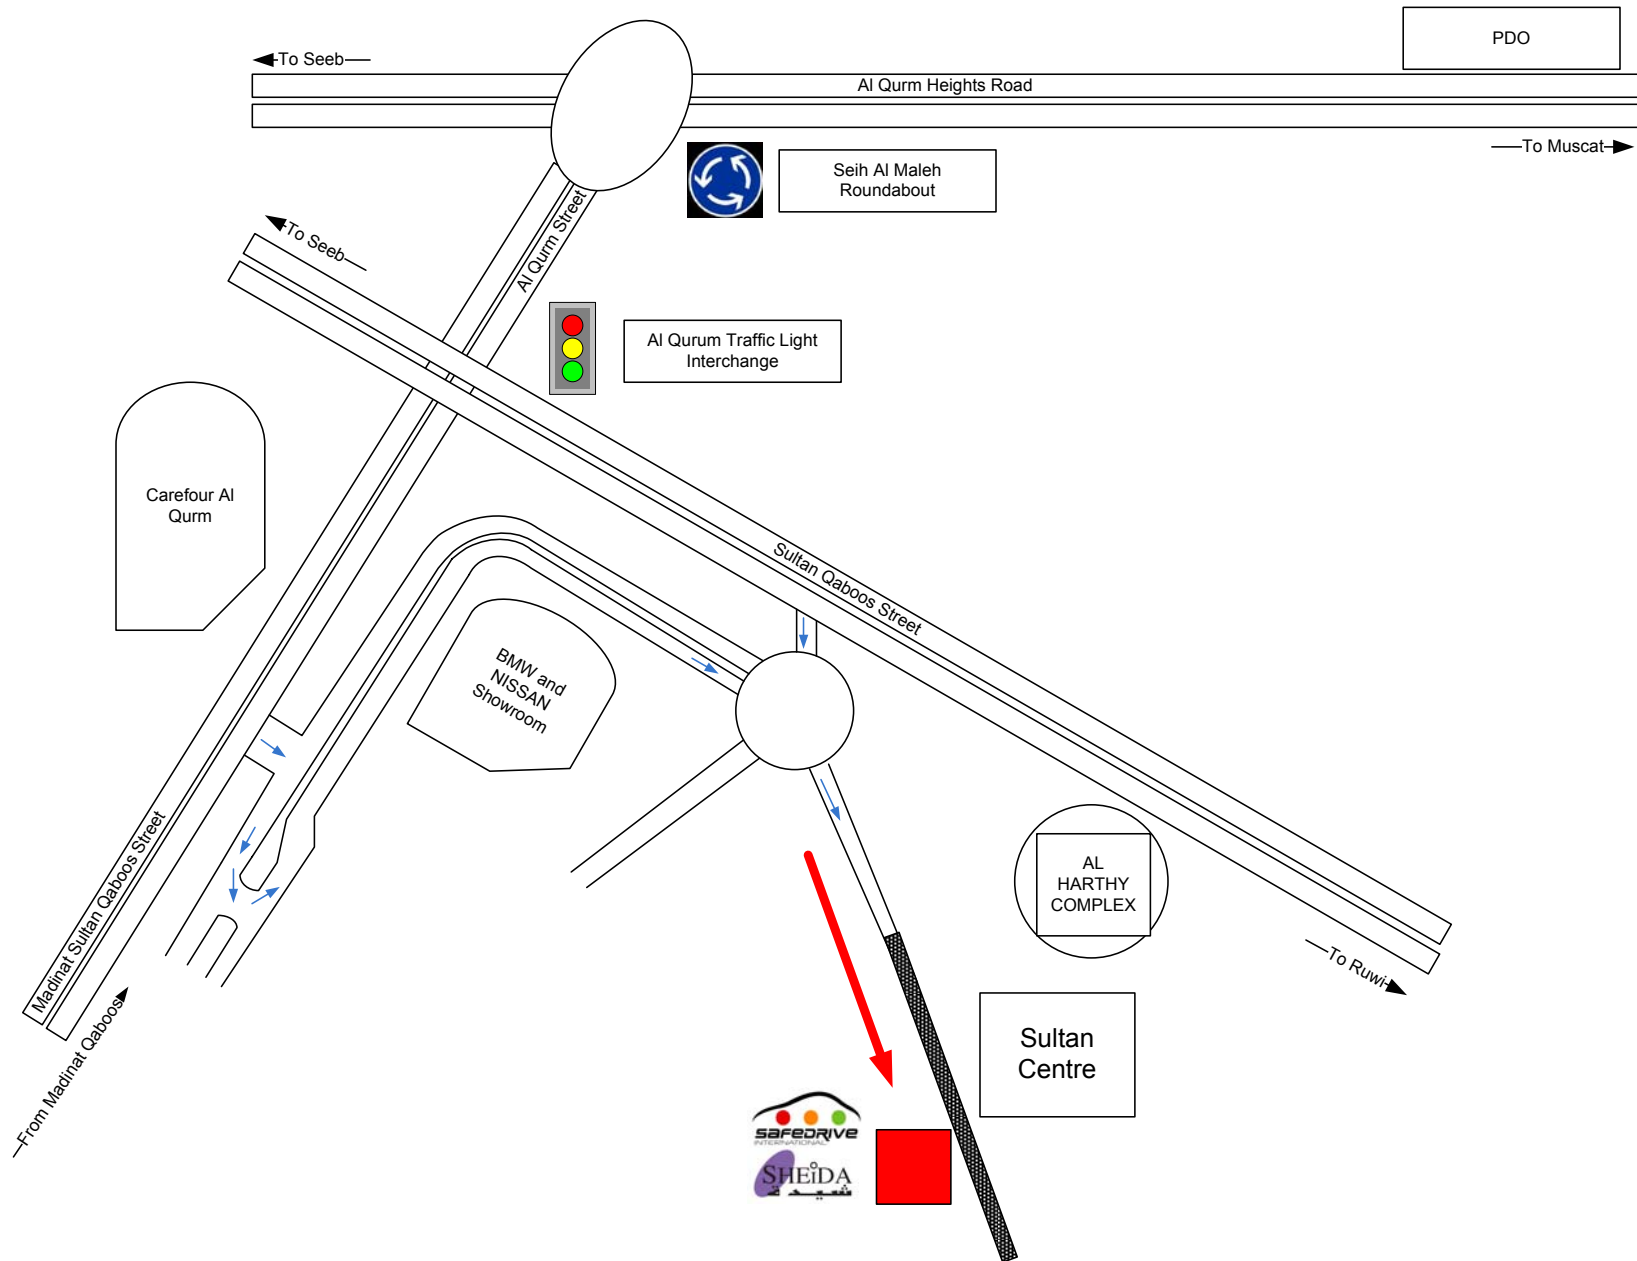 PDO
To Seeb
Al Qurm Heights Road
To Muscat
Seih Al Maleh
Roundabout
Al Qurm Street
To Seeb
Al Qurum Traffic Light
Interchange
Carefour Al
Qurm
Sultan Qaboos Street
BMW and
NISSAN
Showroom
Madinat Sultan Qaboos Street
AL
HARTHY
COMPLEX
To Ruwi
From Madinat Qaboos
Sultan
Centre
SAFEDRIVE
INTERNATIONAL
SHEiDA
شيدة